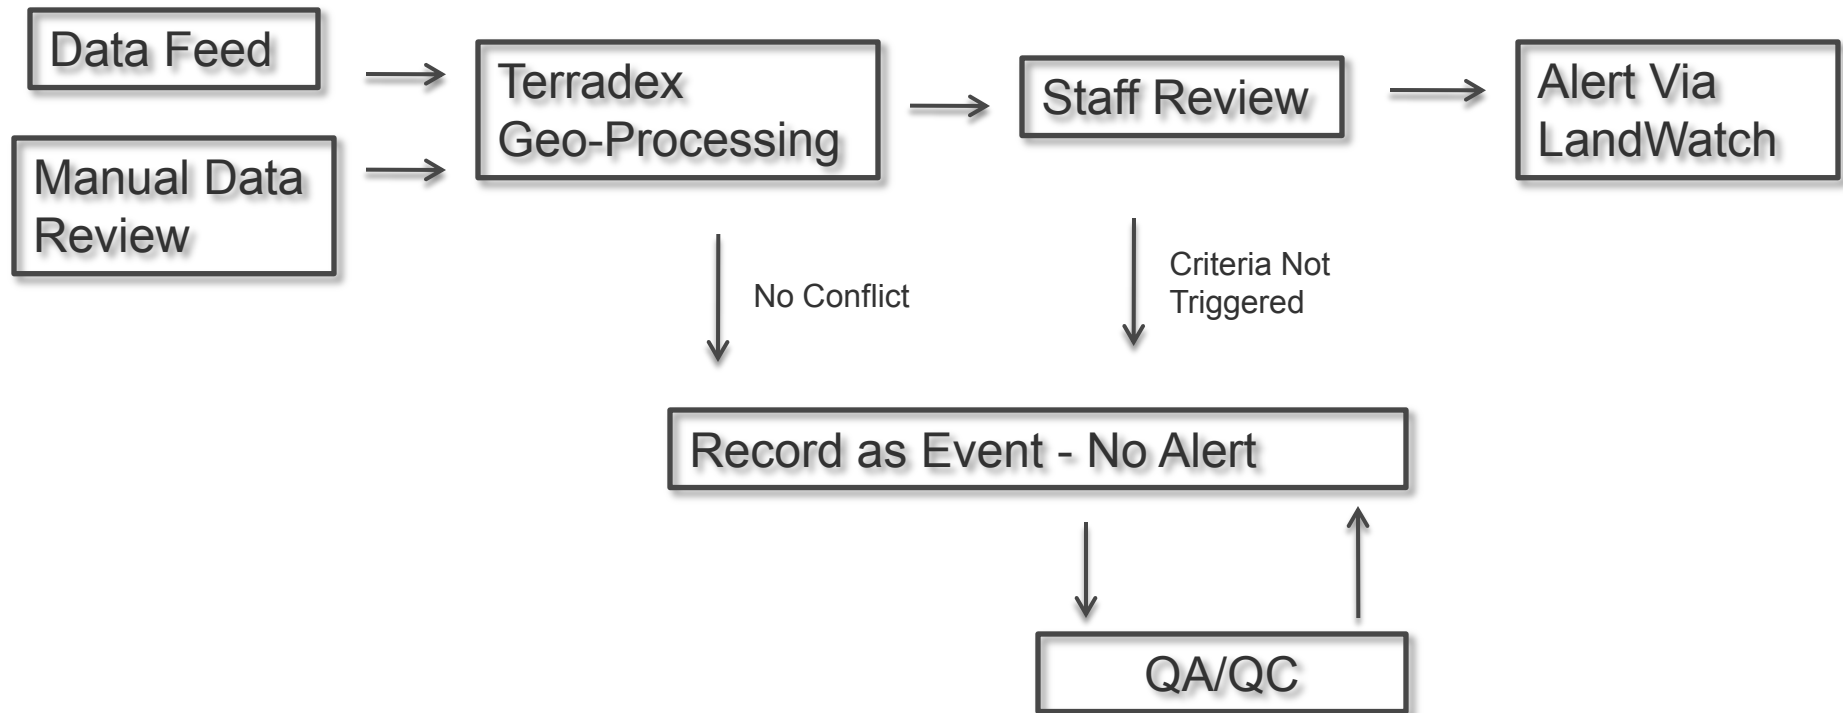 Data Feed
Manual Data
Review
Terradex
Geo-Processing
Staff Review
Alert Via
LandWatch
No Conflict
Criteria Not
Triggered
Record as Event - No Alert
QA/QC